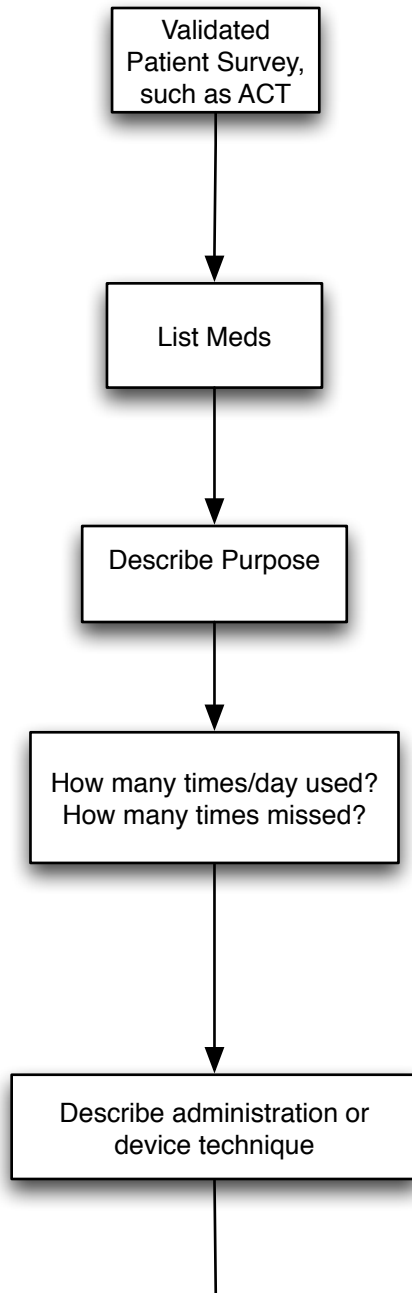 Validated
Patient Survey,
such as ACT
List Meds
Describe Purpose
How many times/day used?
How many times missed?
Describe administration or
device technique